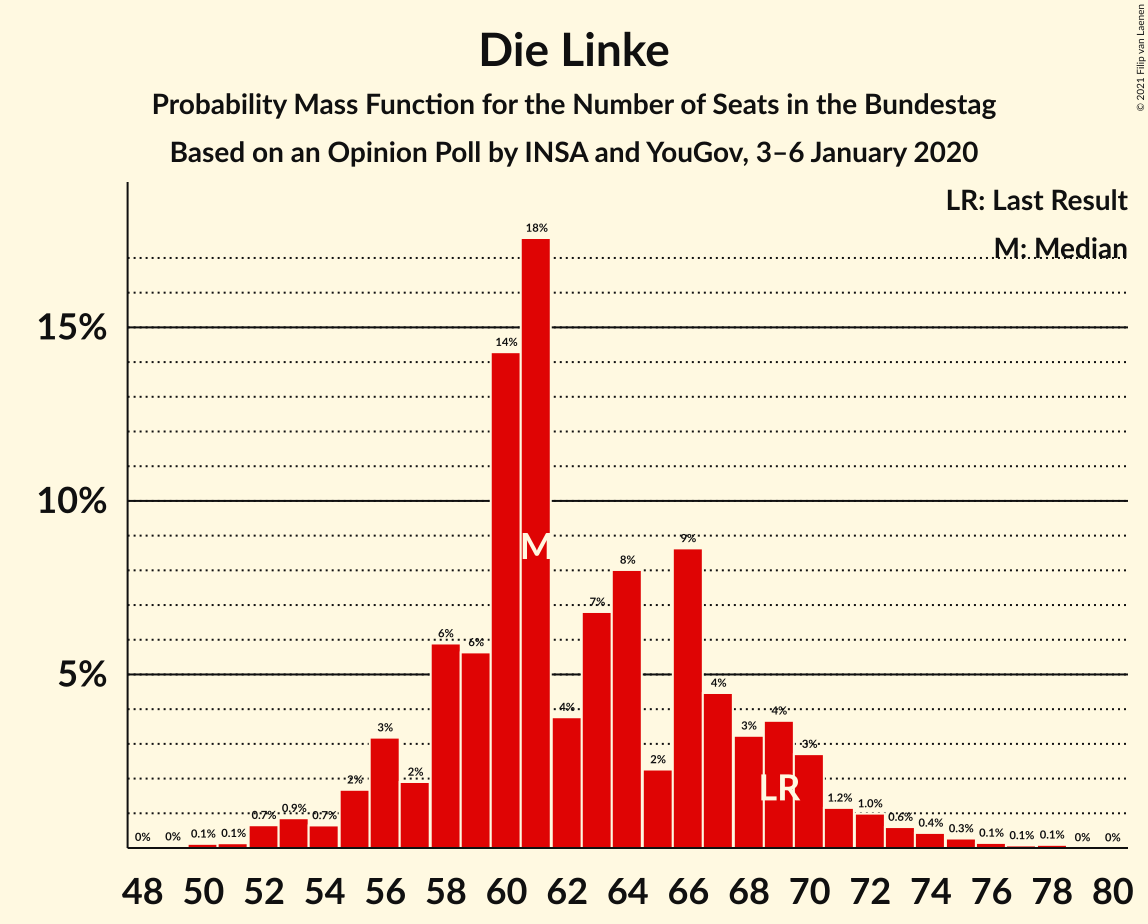 Die Linke
Probability Mass Function for the Number of Seats in the Bundestag
Based on an Opinion Poll by INSA and YouGov, 3–6 January 2020
© 2021 Filip van Laenen
LR: Last Result
M: Median
15%
10%
5%
0% 0% 0.1% 0.1% 0.7% 0.9% 0.7% 2% 3% 2% 6% 6% 14% 18% 4% 7% 8% 2% 9% 4% 3% 4% 3% 1.2% 1.0% 0.6% 0.4% 0.3% 0.1% 0.1% 0.1% 0% 0%
M
LR
48 50 52 54 56 58 60 62 64 66 68 70 72 74 76 78 80